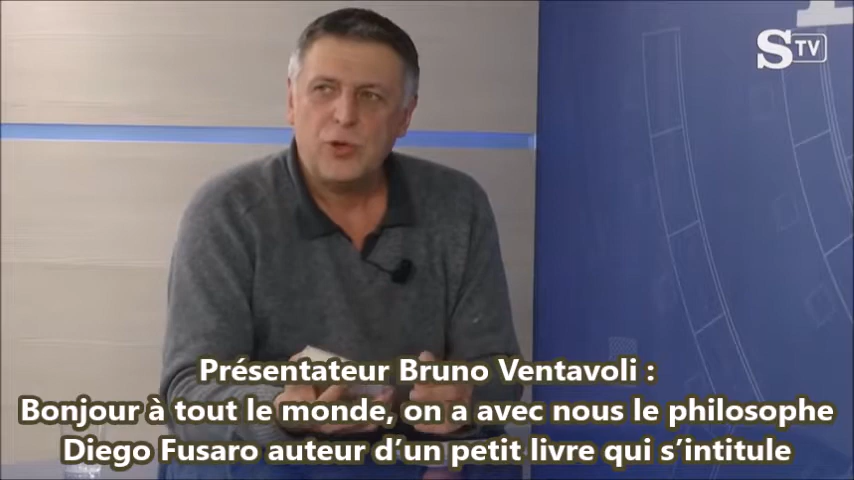 S TV
Présentateur Bruno Ventavoli :
Bonjour à tout le monde, on a avec nous le philosophe
Diego Fusaro auteur d’un petit livre qui s’intitule